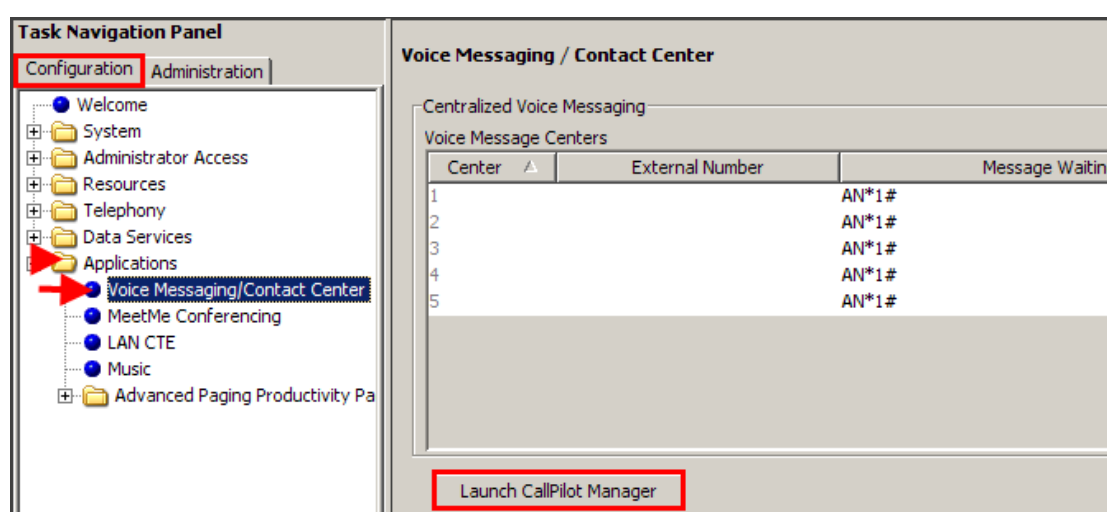 Task Navigation Panel
Configuration
Administration
Welcome
System
Administrator Access
Resources
Telephony
Data Services
Applications
Voice Messaging/Contact Center
MeetMe Conferencing
LAN CTE
Music
Advanced Paging Productivity Pa
Voice Messaging / Contact Center
Centralized Voice Messaging
Voice Message Centers
Center External Number Message Waitin
1 AN*1#
2 AN*1#
3 AN*1#
4 AN*1#
5 AN*1#
Launch CallPilot Manager